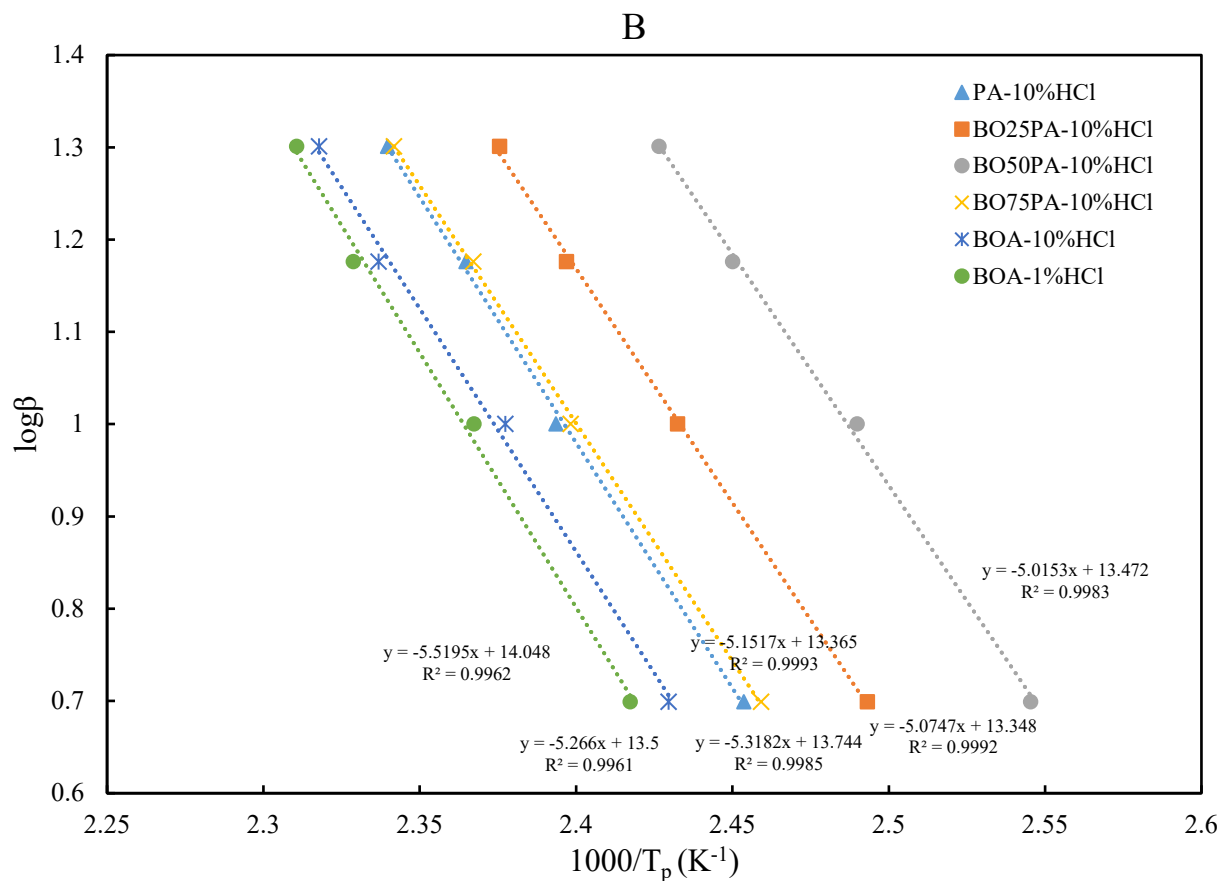 B
1.4
1.3
1.2
1.1
1
0.9
0.8
0.7
0.6
logβ
PA-10%HCl
BO25PA-10%HCl
BO50PA-10%HCl
BO75PA-10%HCl
BOA-10%HCl
BOA-1%HCl
y = -5.0153x + 13.472
R² = 0.9983
y = -5.1517x + 13.365
R² = 0.9993
y = -5.5195x + 14.048
R² = 0.9962
y = -5.0747x + 13.348
R² = 0.9992
y = -5.266x + 13.5
R² = 0.9961
y = -5.3182x + 13.744
R² = 0.9985
2.25 2.3 2.35 2.4 2.45 2.5 2.55 2.6
1000/Tₚ (K⁻¹)